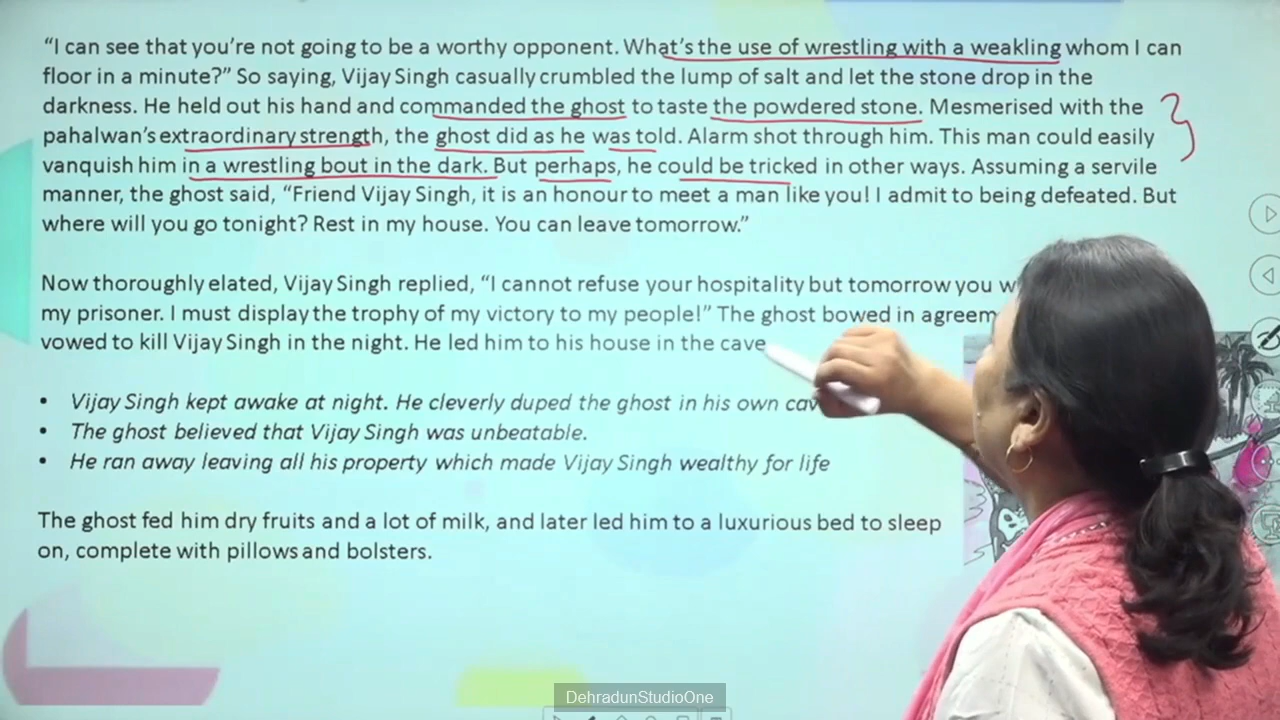 “I can see that you’re not going to be a worthy opponent. What’s the use of wrestling with a weakling whom I can
floor in a minute?” So saying, Vijay Singh casually crumbled the lump of salt and let the stone drop in the
darkness. He held out his hand and commanded the ghost to taste the powdered stone. Mesmerised with the
pahalwan’s extraordinary strength, the ghost did as he was told. Alarm shot through him. This man could easily
vanquish him in a wrestling bout in the dark. But perhaps, he could be tricked in other ways. Assuming a servile
manner, the ghost said, “Friend Vijay Singh, it is an honour to meet a man like you! I admit to being defeated. But
where will you go tonight? Rest in my house. You can leave tomorrow.”
Now thoroughly elated, Vijay Singh replied, “I cannot refuse your hospitality but tomorrow you
my prisoner. I must display the trophy of my victory to my people!” The ghost bowed in
vowed to kill Vijay Singh in the night. He led him to his house in the cave
• Vijay Singh kept awake at night. He cleverly duped the ghost in his own
• The ghost believed that Vijay Singh was unbeatable.
• He ran away leaving all his property which made Vijay Singh wealthy for life
The ghost fed him dry fruits and a lot of milk, and later led him to a luxurious bed to sleep
on, complete with pillows and bolsters.
DehradunStudioOne